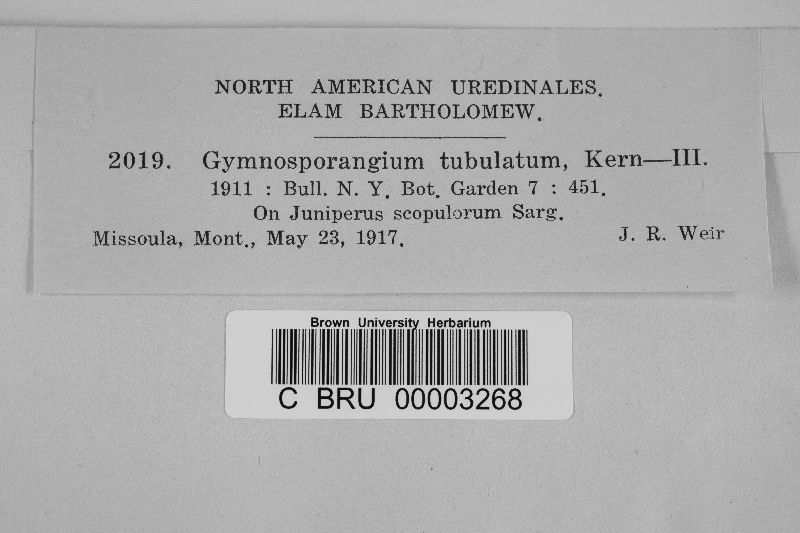 NORTH AMERICAN UREDINALES.
ELAM BARTHOLOMEW.
2019. Gymnosporangium tubulatum, Kern—III.
1911 : Bull. N. Y. Bot. Garden 7 : 451.
On Juniperus scopulorum Sarg.
Missoula, Mont., May 23, 1917. J. R. Weir
Brown University Herbarium
C BRU 00003268